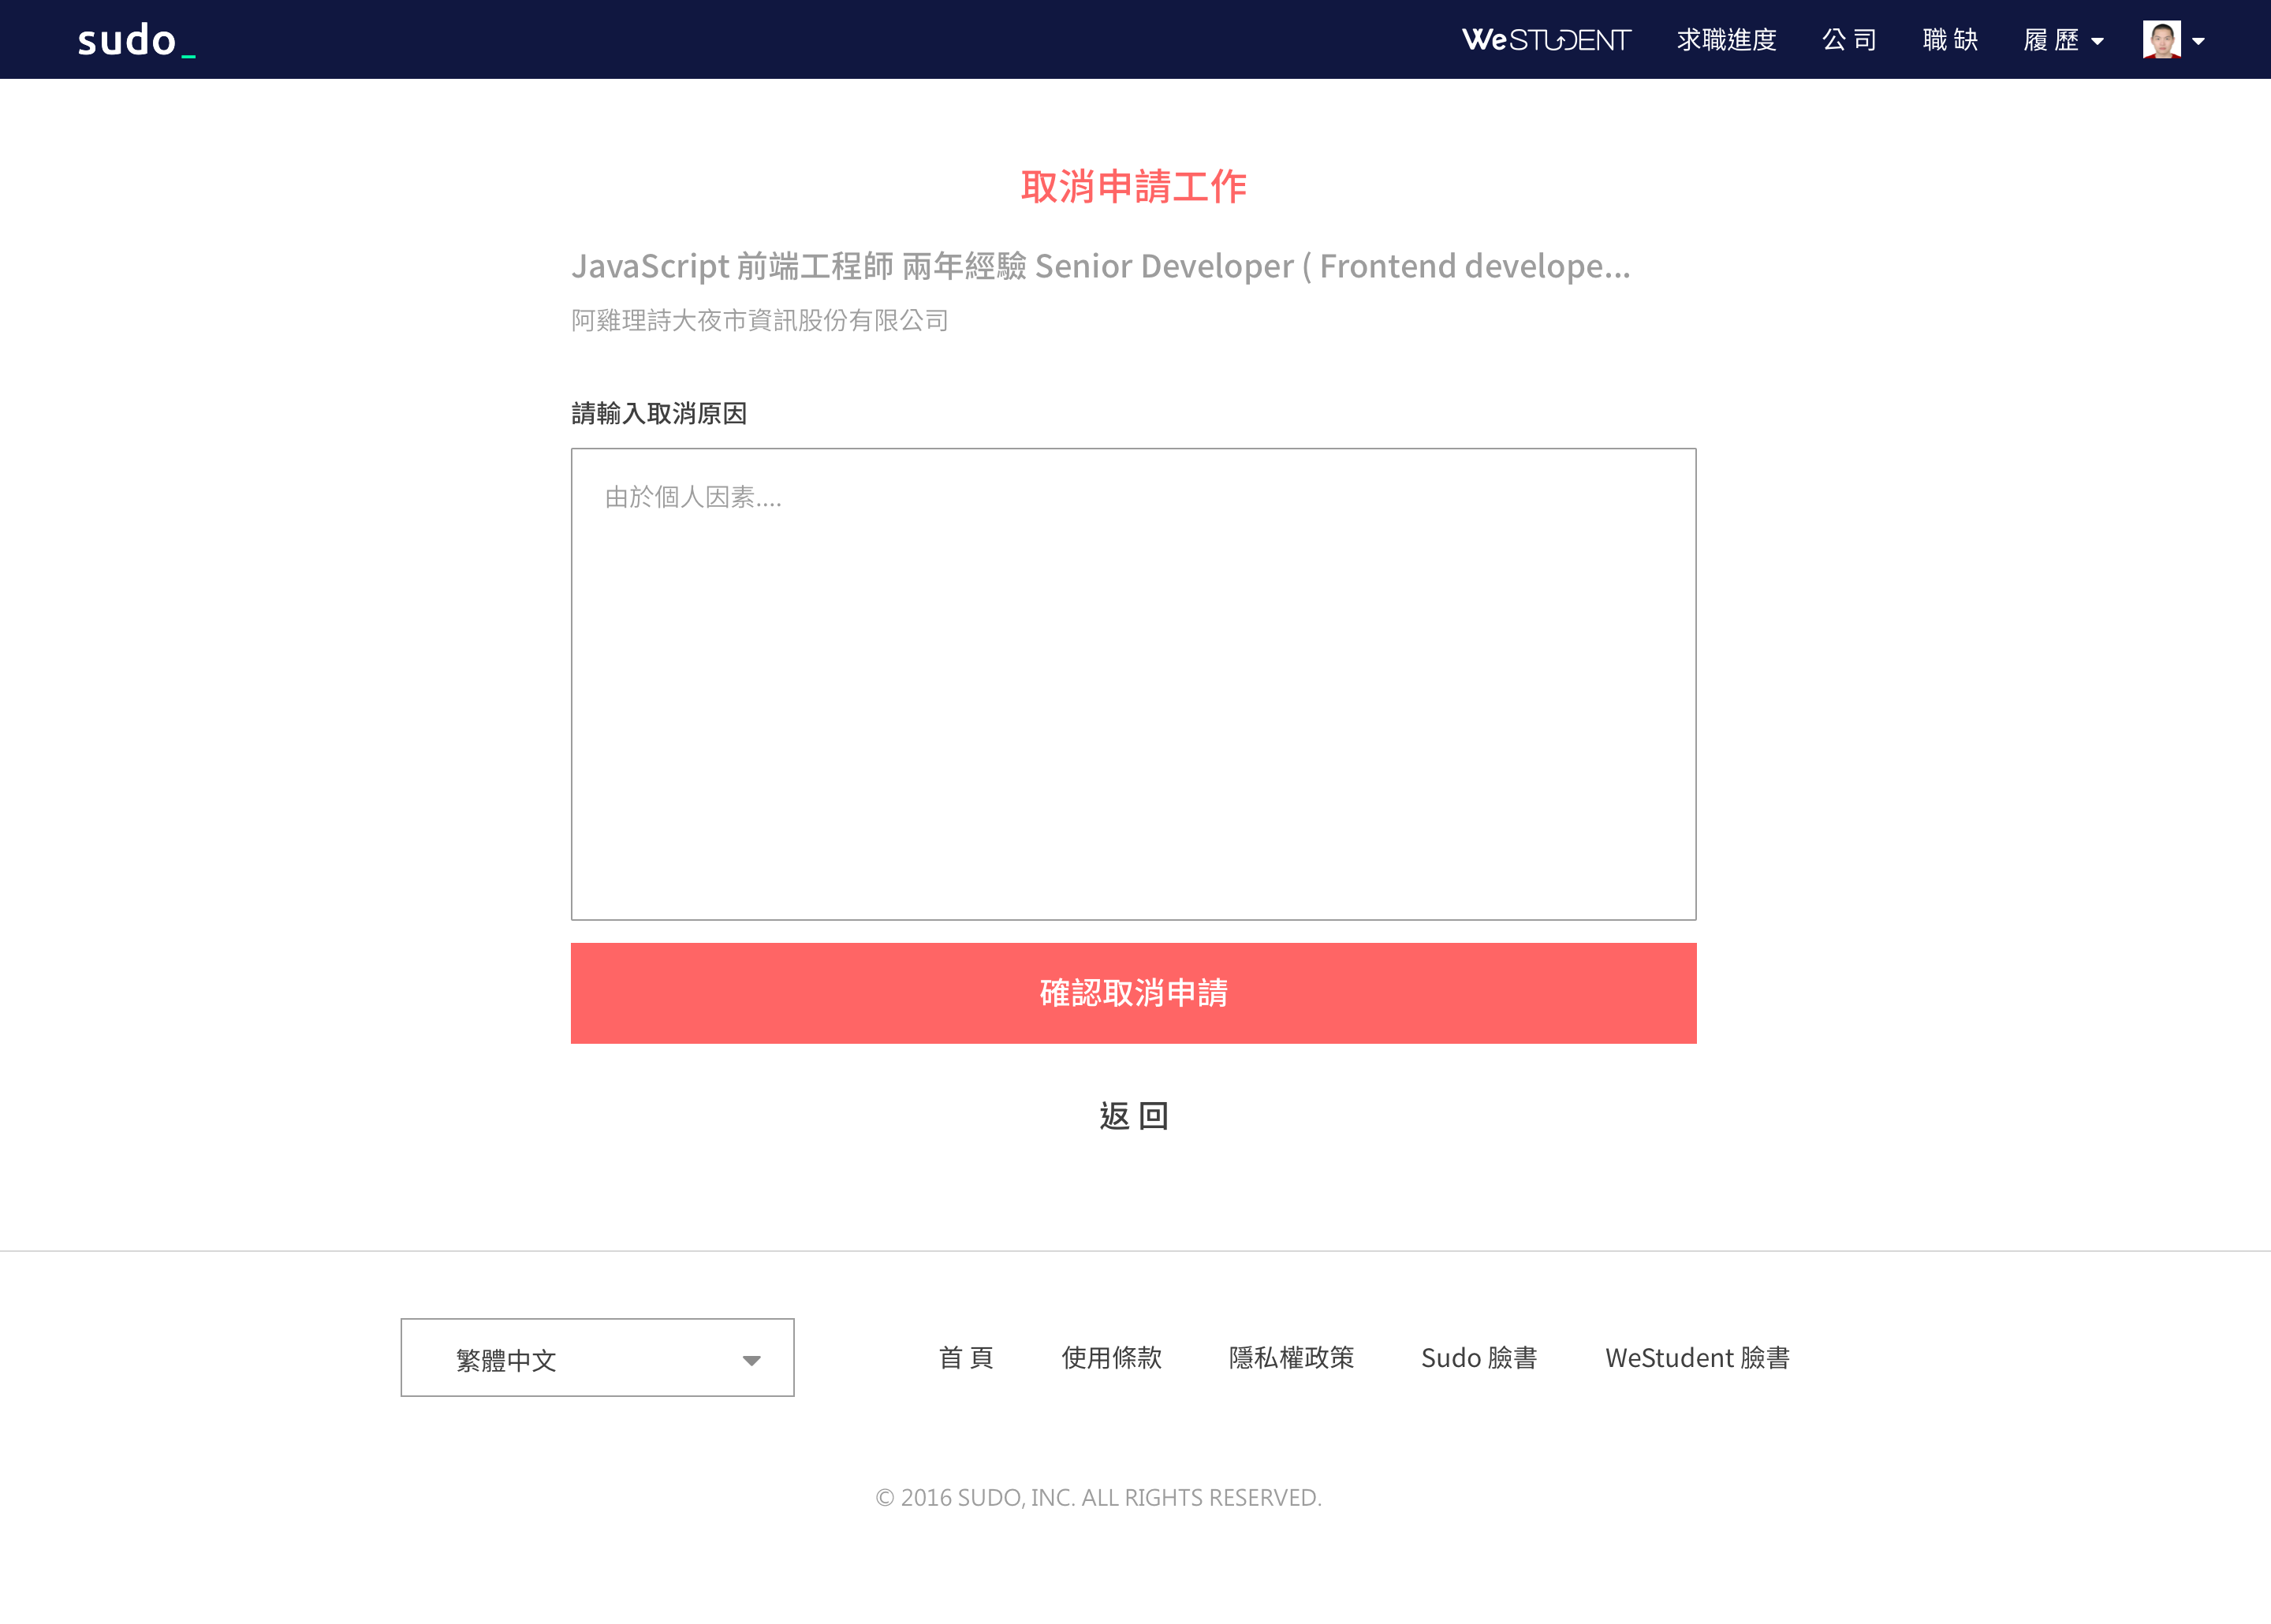 sudo_
WeSTUDENT 求職進度 公 司 職 缺 履 歷
取消申請工作
JavaScript 前端工程師 兩年經驗 Senior Developer ( Frontend develope...
阿雞理詩大夜市資訊股份有限公司
請輸入取消原因
由於個人因素....
確認取消申請
返 回
繁體中文 首 頁 使用條款 隱私權政策 Sudo 臉書 WeStudent 臉書
© 2016 SUDO, INC. ALL RIGHTS RESERVED.